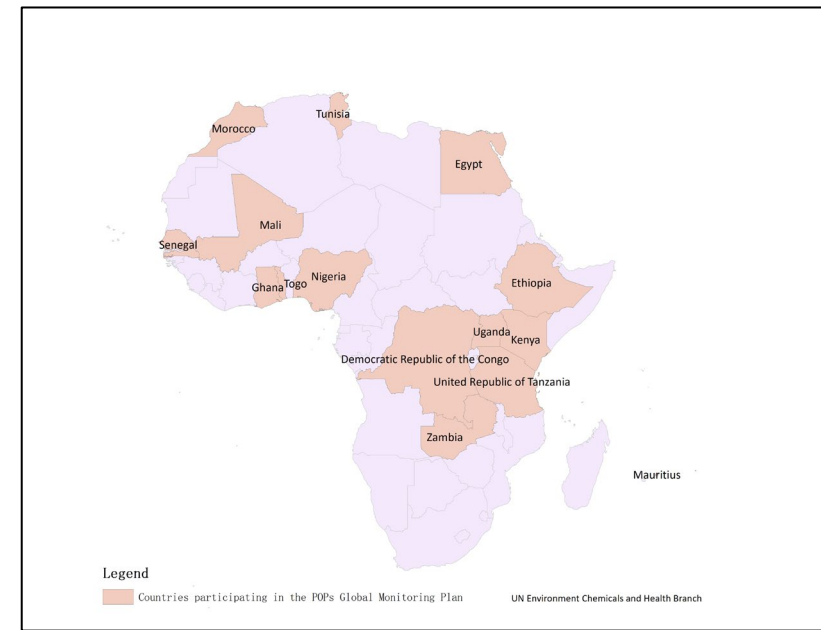 Tunisia
Morocco
Egypt
Mali
Senegal
Nigeria
Ethiopia
Ghana
Togo
Uganda
Kenya
Democratic Republic of the Congo
United Republic of Tanzania
Zambia
Mauritius
Legend
Countries participating in the POPs Global Monitoring Plan
UN Environment Chemicals and Health Branch